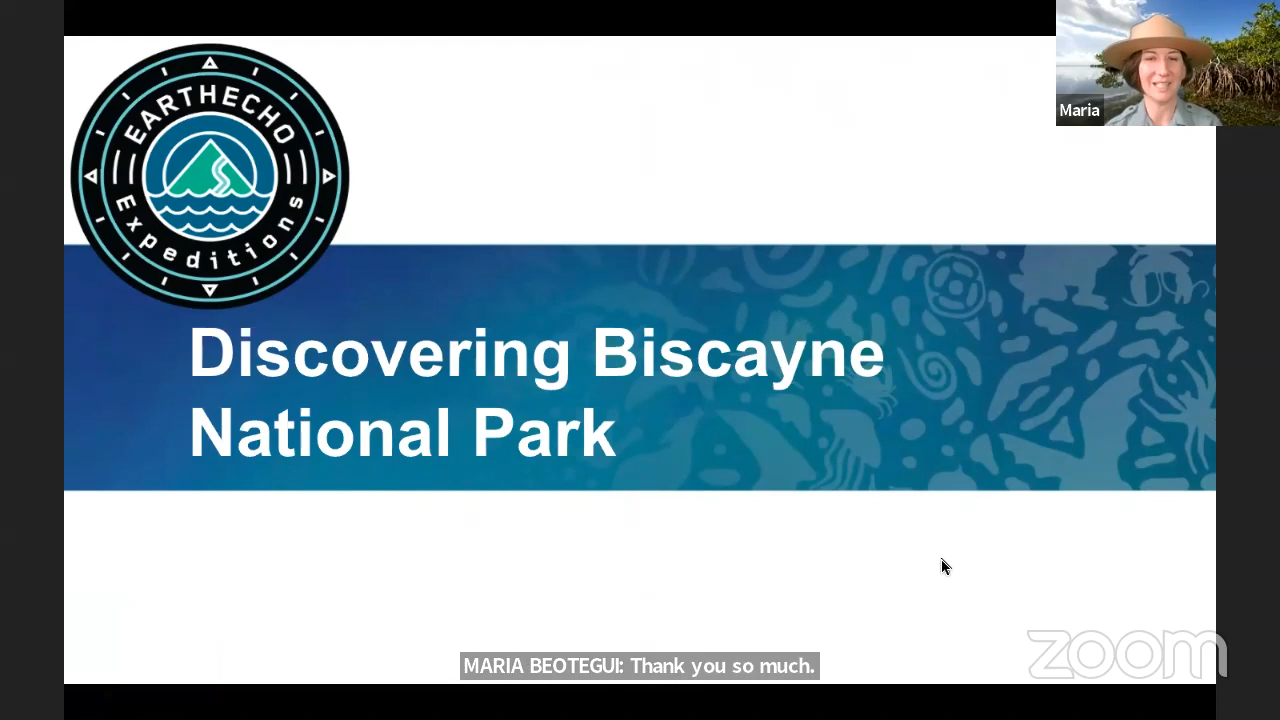 EARTHECHO
Expeditions
Maria
Discovering Biscayne
National Park
MARIA BEOTEGUI: Thank you so much.
zoom